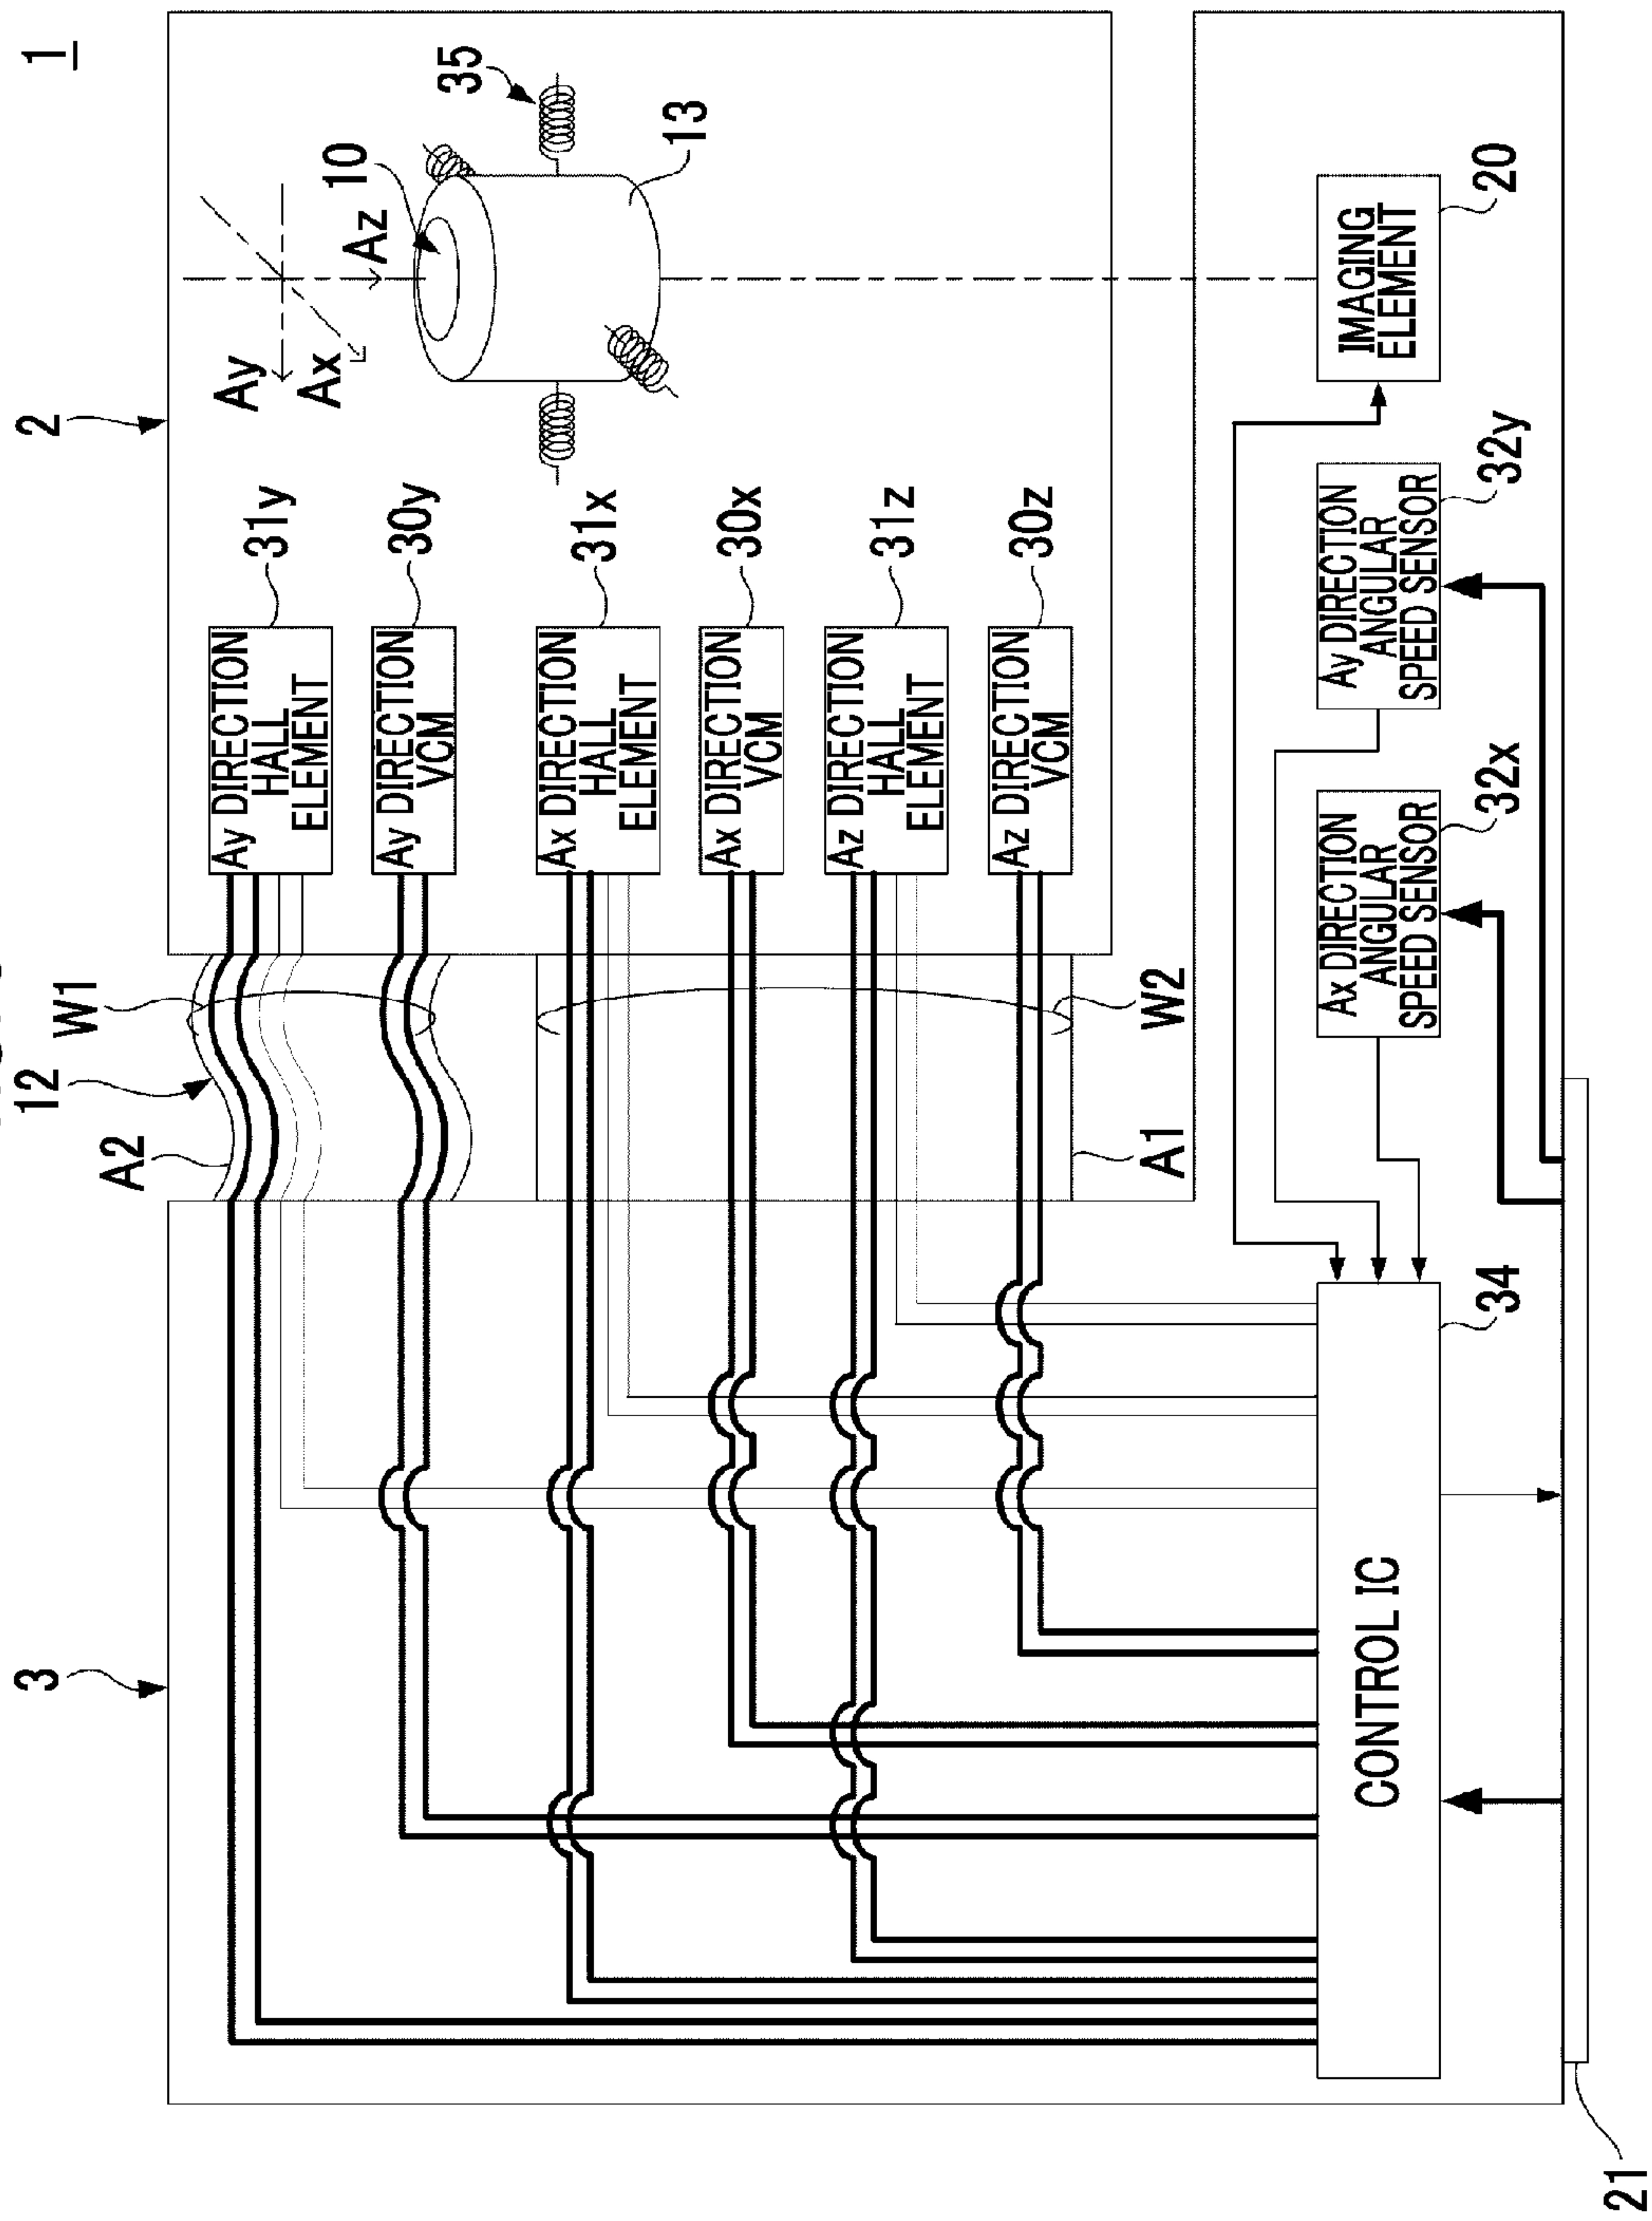 1
2
3
35
10
13
Az
Ay
Ax
31y
30y
31x
30x
31z
30z
Ay DIRECTION
HALL
ELEMENT
Ay DIRECTION
VCM
Ax DIRECTION
HALL
ELEMENT
Ax DIRECTION
VCM
Az DIRECTION
HALL
ELEMENT
Az DIRECTION
VCM
W1
12
A2
W2
A1
IMAGING
ELEMENT
20
Ay DIRECTION
ANGULAR
SPEED SENSOR
32y
Ax DIRECTION
ANGULAR
SPEED SENSOR
32x
34
CONTROL IC
21